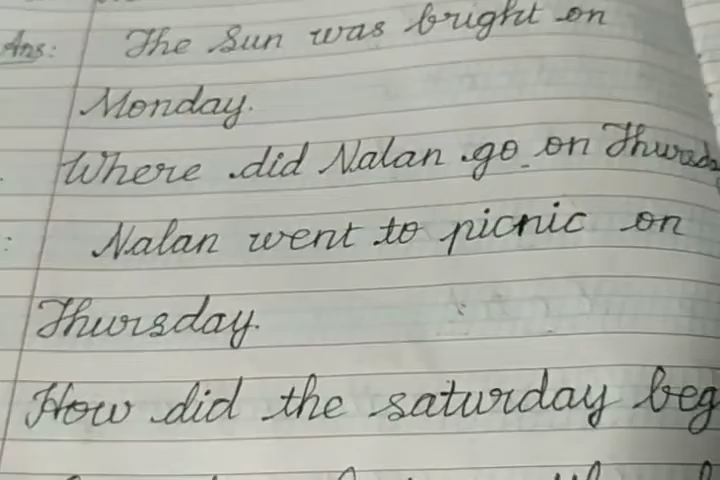 Ans: The Sun was bright on
Monday.
Where did Nalan go on
: Nalan went to picnic on
Thursday.
How did the saturday